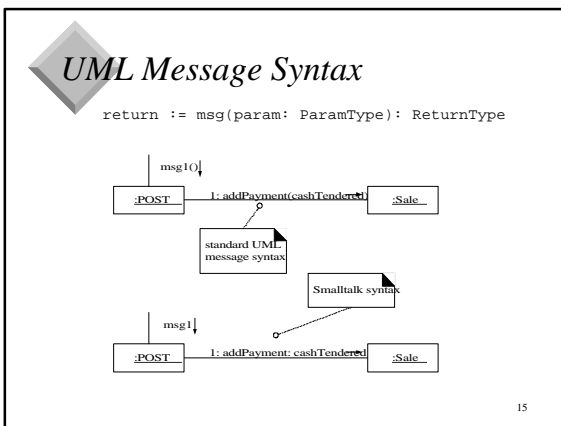 UML Message Syntax
return := msg(param: ParamType): ReturnType
msg1()
:POST
1: addPayment(cashTendered)
:Sale
standard UML
message syntax
Smalltalk syntax
msg1
:POST
1: addPayment: cashTendered
:Sale
15